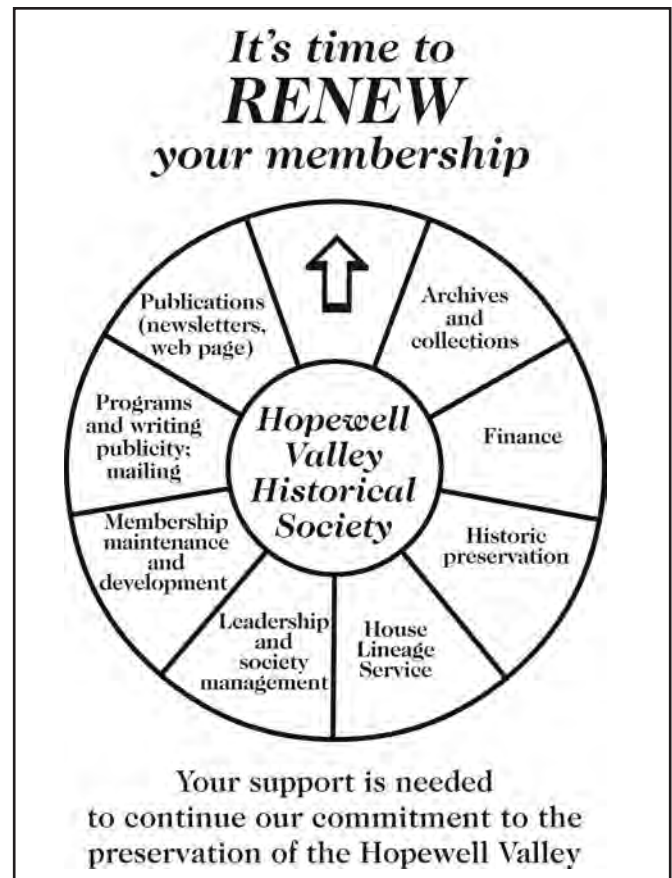 It's time to
RENEW
your membership
Archives
and
collections
Finance
Historic
preservation
House
Lineage
Service
Leadership
and
society
management
Membership
maintenance
and
development
Programs
and writing
publicity;
mailing
Publications
(newsletters,
web page)
Hopewell
Valley
Historical
Society
Your support is needed
to continue our commitment to the
preservation of the Hopewell Valley